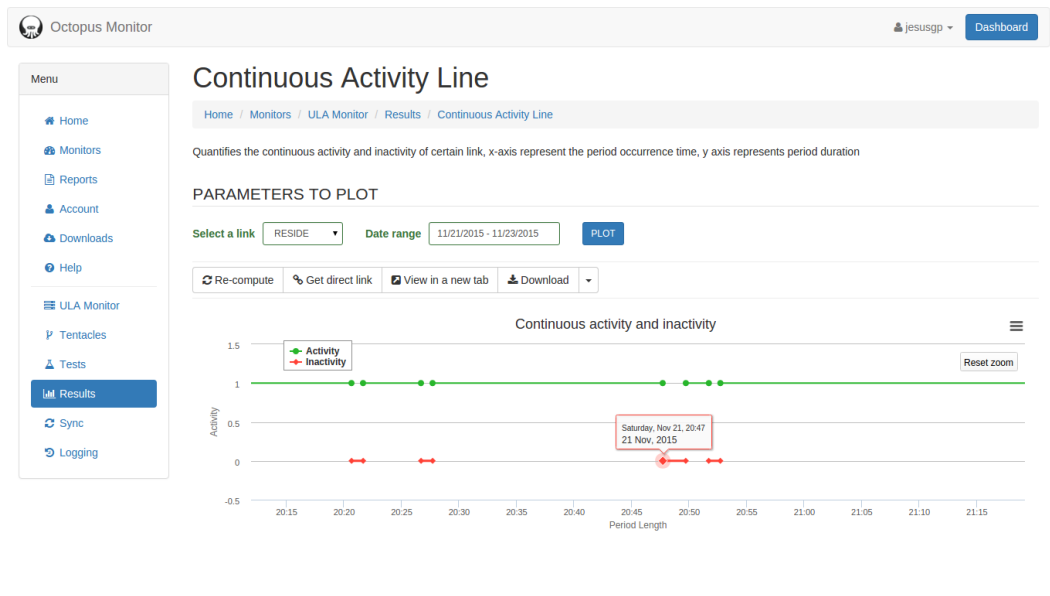 Octopus Monitor
jesusgp
Dashboard
Menu
Home
Monitors
Reports
Account
Downloads
Help
ULA Monitor
Tentacles
Tests
Results
Sync
Logging
Continuous Activity Line
Home / Monitors / ULA Monitor / Results / Continuous Activity Line
Quantifies the continuous activity and inactivity of certain link, x-axis represent the period occurrence time, y axis represents period duration
PARAMETERS TO PLOT
Select a link RESIDE Date range 11/21/2015 - 11/23/2015 PLOT
Re-compute Get direct link View in a new tab Download
Continuous activity and inactivity
Activity
Inactivity
Reset zoom
1.5
1
0.5
0
-0.5
Activity
Saturday, Nov 21, 20:47
21 Nov, 2015
20:15 20:20 20:25 20:30 20:35 20:40 20:45 20:50 20:55 21:00 21:05 21:10 21:15
Period Length